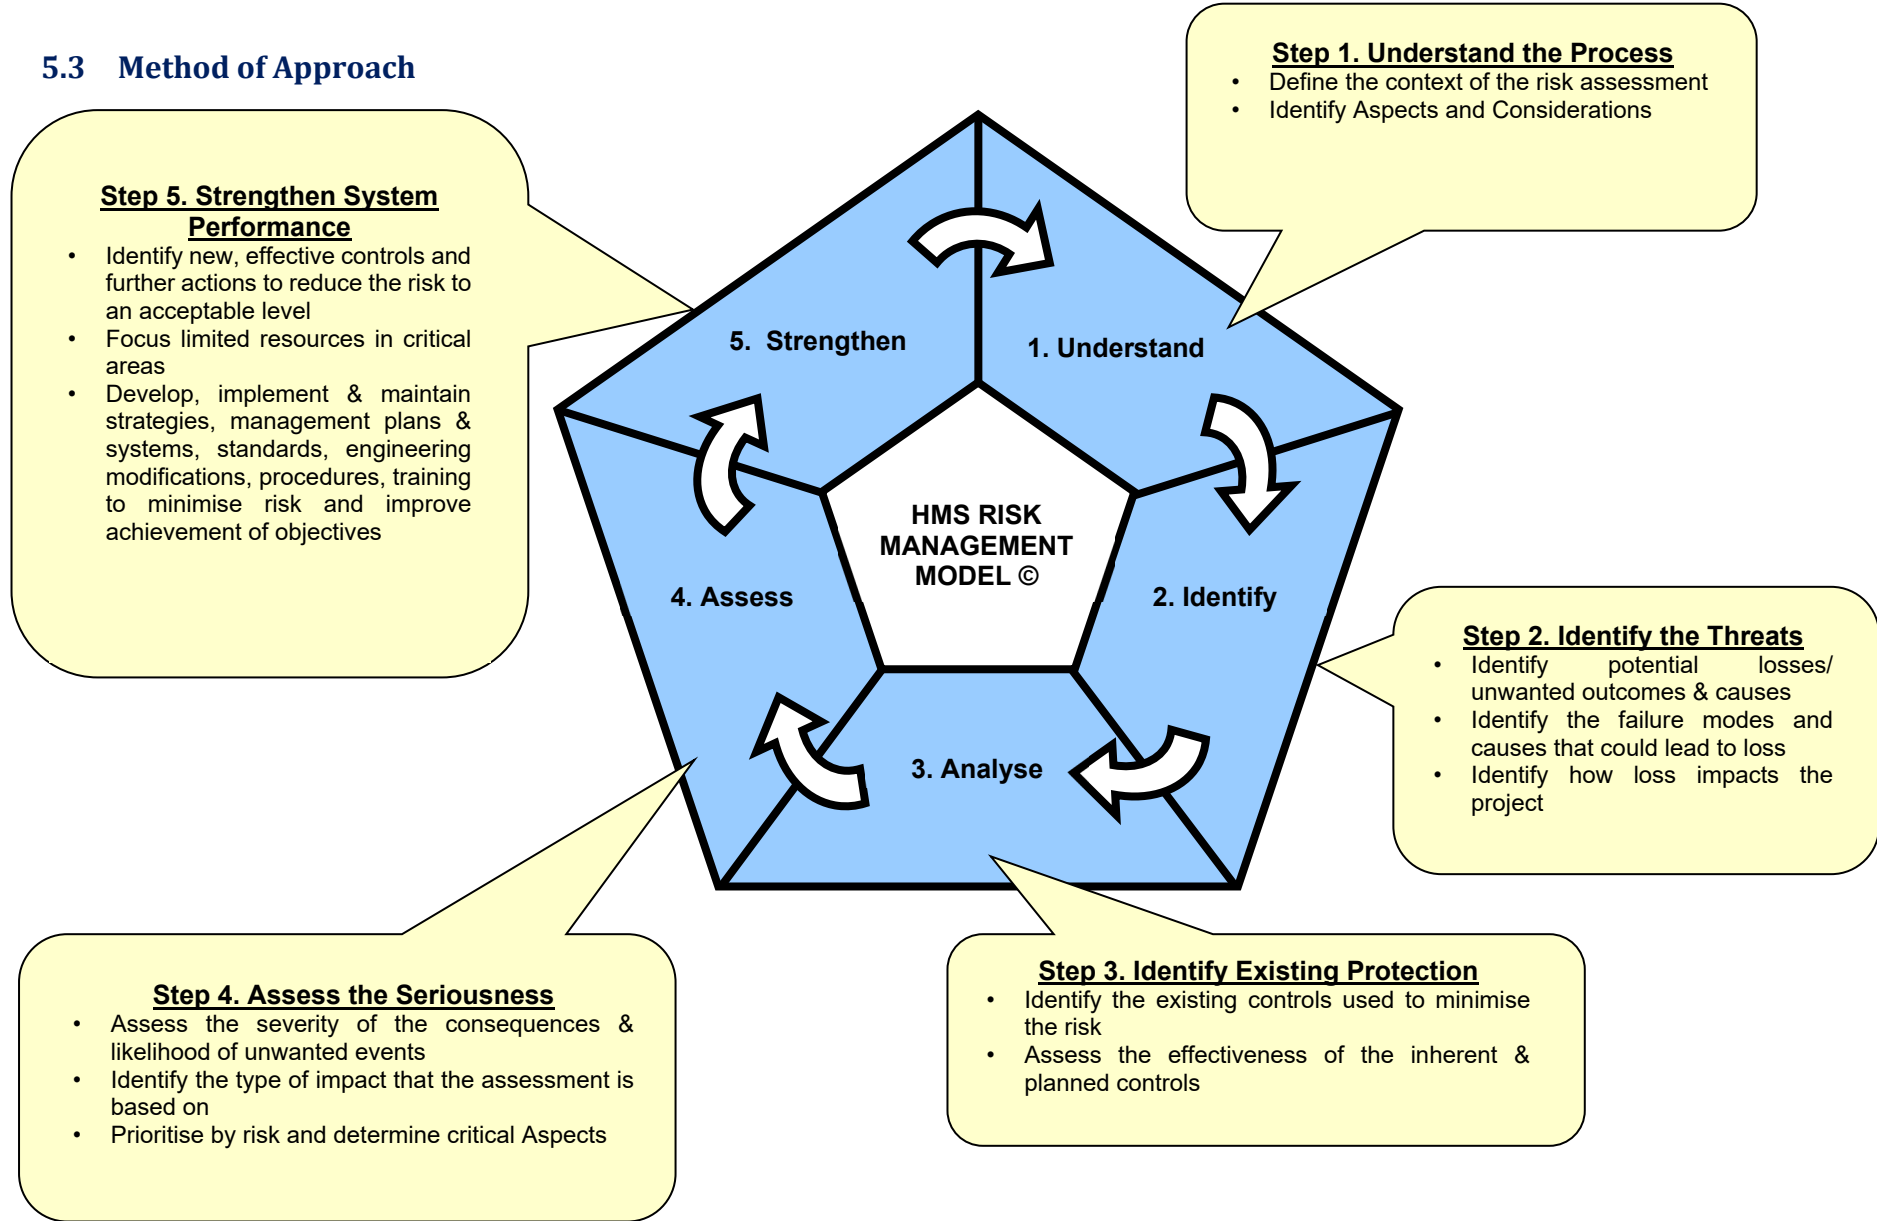 5.3 Method of Approach
Step 1. Understand the Process
• Define the context of the risk assessment
• Identify Aspects and Considerations
Step 5. Strengthen System
Performance
• Identify new, effective controls and
further actions to reduce the risk to
an acceptable level
• Focus limited resources in critical
areas
• Develop, implement & maintain
strategies, management plans &
systems, standards, engineering
modifications, procedures, training
to minimise risk and improve
achievement of objectives
5. Strengthen
1. Understand
HMS RISK
MANAGEMENT
MODEL ©
4. Assess
2. Identify
3. Analyse
Step 2. Identify the Threats
• Identify potential losses/
unwanted outcomes & causes
• Identify the failure modes and
causes that could lead to loss
• Identify how loss impacts the
project
Step 4. Assess the Seriousness
• Assess the severity of the consequences &
likelihood of unwanted events
• Identify the type of impact that the assessment is
based on
• Prioritise by risk and determine critical Aspects
Step 3. Identify Existing Protection
• Identify the existing controls used to minimise
the risk
• Assess the effectiveness of the inherent &
planned controls